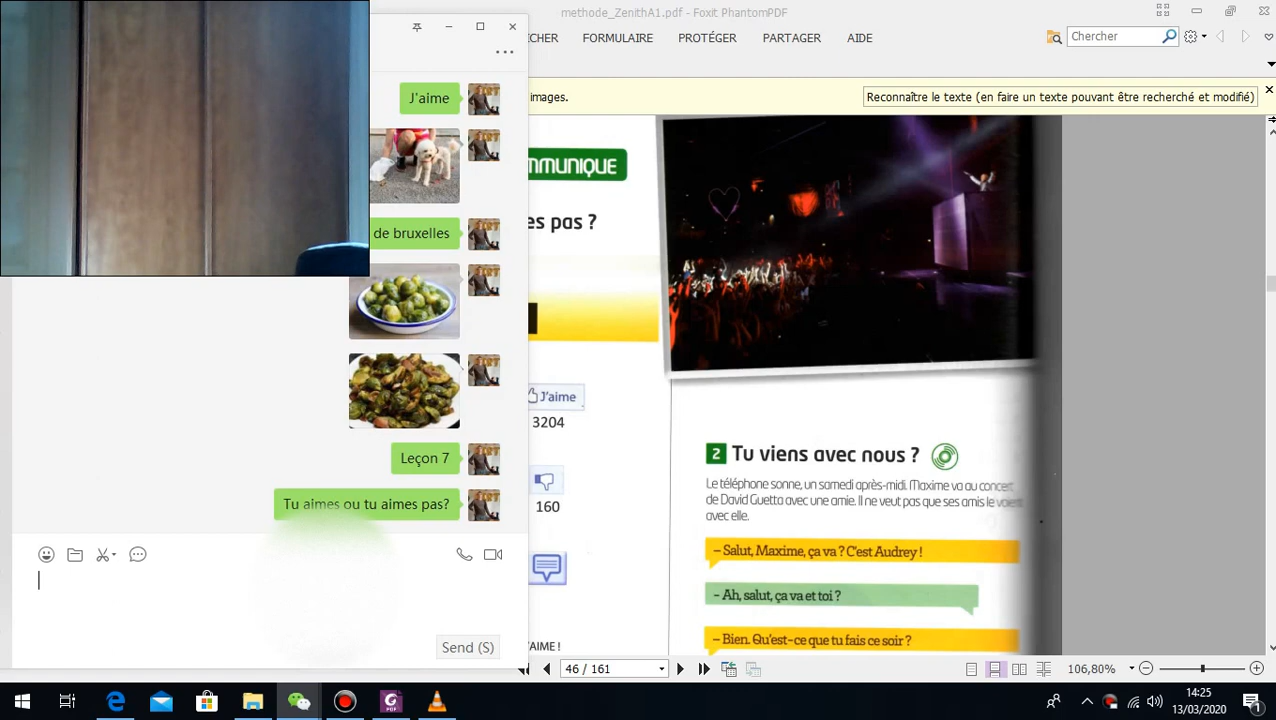 methode_ZenithA1.pdf - Foxit PhantomPDF
CHER FORMULAIRE PROTÉGER PARTAGER AIDE
Chercher
images.
Reconnaître le texte (en faire un texte pouvant être recherché et modifié)
J'aime
de bruxelles
Leçon 7
Tu aimes ou tu aimes pas?
Send (S)
MMUNIQUE
es pas ?
J'aime
3204
160
'AIME !
2 Tu viens avec nous ?
Le téléphone sonne, un samedi après-midi. Maxime va au concert
de David Guetta avec une amie. Il ne veut pas que ses amis le voient
avec elle.
– Salut, Maxime, ça va ? C'est Audrey !
– Ah, salut, ça va et toi ?
– Bien. Qu'est-ce que tu fais ce soir ?
46 / 161
106,80%
14:25
13/03/2020
1